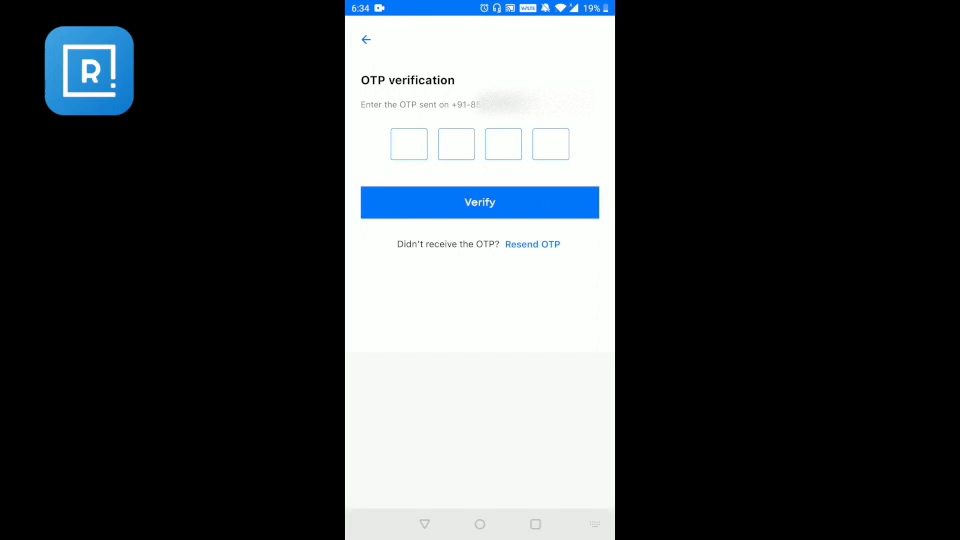 6:34
19%
R
OTP verification
Enter the OTP sent on +91-85
Verify
Didn't receive the OTP? Resend OTP